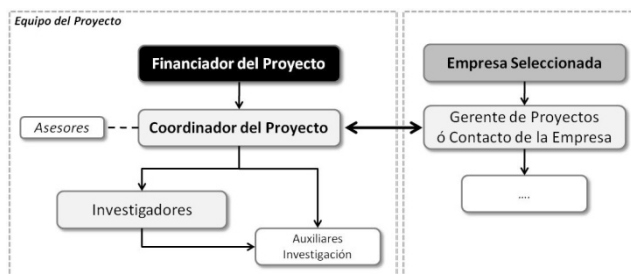 Equipo del Proyecto
Financiador del Proyecto
Asesores
Coordinador del Proyecto
Investigadores
Auxiliares
Investigación
Empresa Seleccionada
Gerente de Proyectos
ó Contacto de la Empresa
....